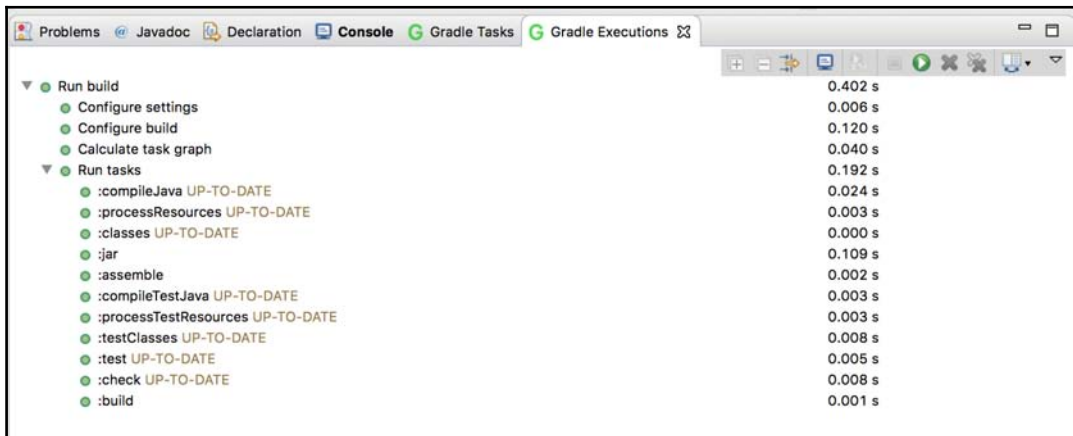 Problems @ Javadoc Declaration Console Gradle Tasks Gradle Executions
Run build 0.402 s
Configure settings 0.006 s
Configure build 0.120 s
Calculate task graph 0.040 s
Run tasks 0.192 s
:compileJava UP-TO-DATE 0.024 s
:processResources UP-TO-DATE 0.003 s
:classes UP-TO-DATE 0.000 s
:jar 0.109 s
:assemble 0.002 s
:compileTestJava UP-TO-DATE 0.003 s
:processTestResources UP-TO-DATE 0.003 s
:testClasses UP-TO-DATE 0.008 s
:test UP-TO-DATE 0.005 s
:check UP-TO-DATE 0.008 s
:build 0.001 s